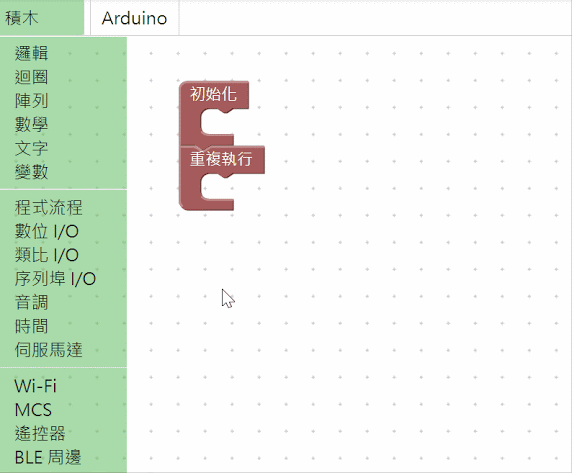 積木
Arduino
邏輯
迴圈
陣列
數學
文字
變數
程式流程
數位 I/O
類比 I/O
序列埠 I/O
音調
時間
伺服馬達
Wi-Fi
MCS
遙控器
BLE 周邊
初始化
重複執行